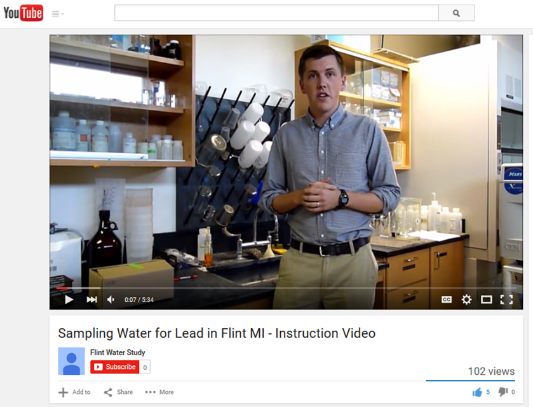 YouTube
0:07 / 5:34
CC
Sampling Water for Lead in Flint MI - Instruction Video
Flint Water Study
Subscribe 0
102 views
Add to Share More 5 0